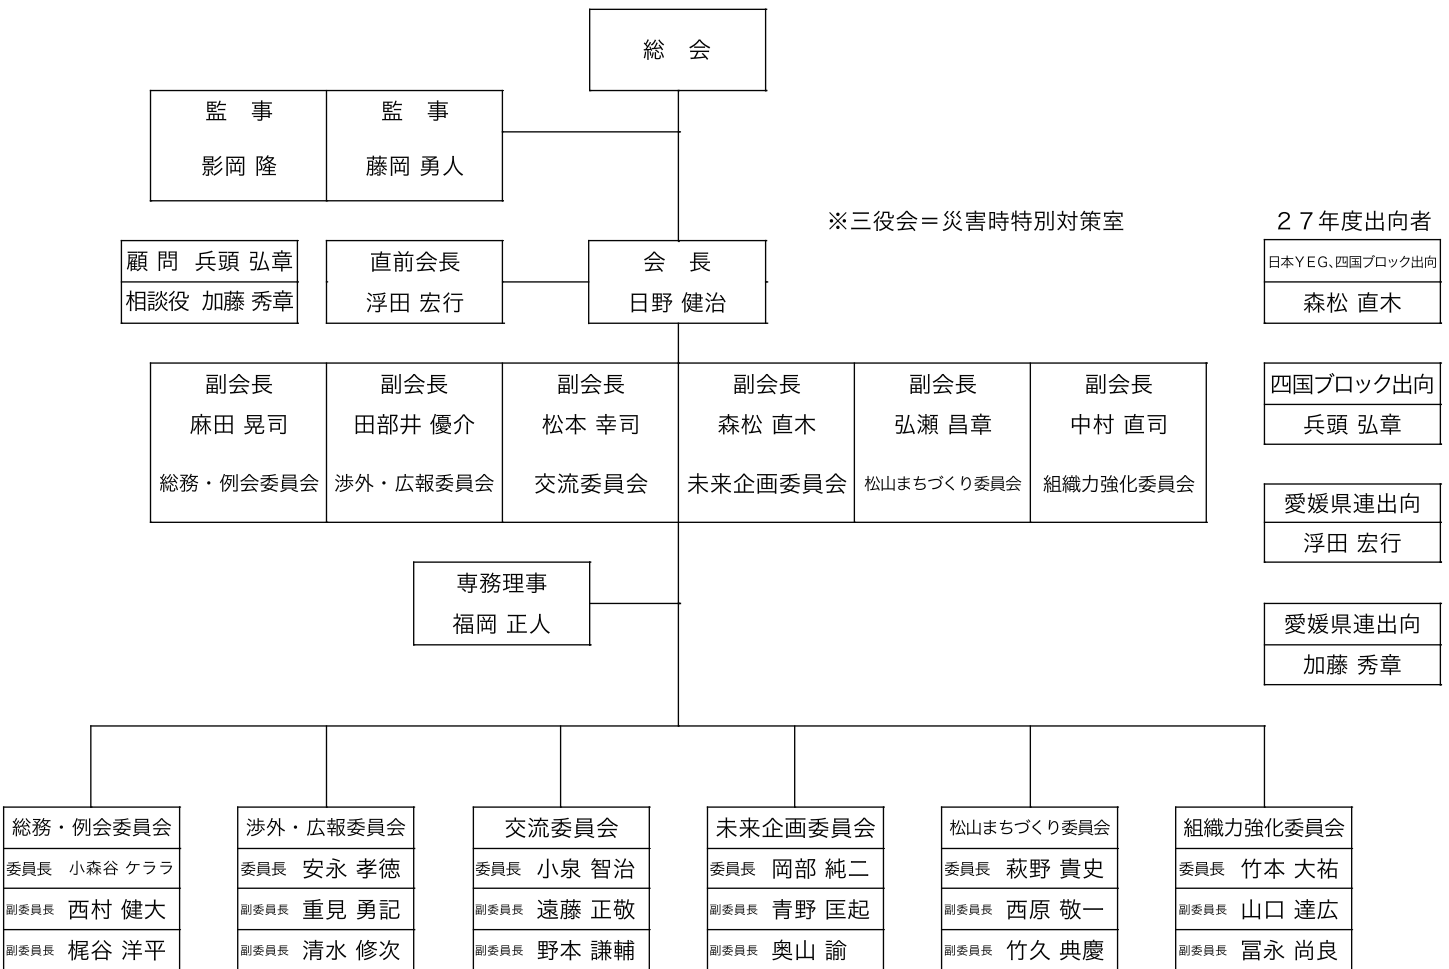 総　会
監　事
影岡 隆
監　事
藤岡 勇人
※三役会＝災害時特別対策室
２７年度出向者
顧 問 兵頭 弘章
相談役 加藤 秀章
直前会長
浮田 宏行
会　長
日野 健治
日本ＹＥＧ、四国ブロック出向
森松 直木
副会長
麻田 晃司
総務・例会委員会
副会長
田部井 優介
渉外・広報委員会
副会長
松本 幸司
交流委員会
副会長
森松 直木
未来企画委員会
副会長
弘瀬 昌章
松山まちづくり委員会
副会長
中村 直司
組織力強化委員会
四国ブロック出向
兵頭 弘章
愛媛県連出向
浮田 宏行
専務理事
福岡 正人
愛媛県連出向
加藤 秀章
総務・例会委員会
委員長 小森谷 ケララ
副委員長 西村 健大
副委員長 梶谷 洋平
渉外・広報委員会
委員長 安永 孝徳
副委員長 重見 勇記
副委員長 清水 修次
交流委員会
委員長 小泉 智治
副委員長 遠藤 正敬
副委員長 野本 謙輔
未来企画委員会
委員長 岡部 純二
副委員長 青野 匡起
副委員長 奥山 諭
松山まちづくり委員会
委員長 萩野 貴史
副委員長 西原 敬一
副委員長 竹久 典慶
組織力強化委員会
委員長 竹本 大祐
副委員長 山口 達広
副委員長 冨永 尚良